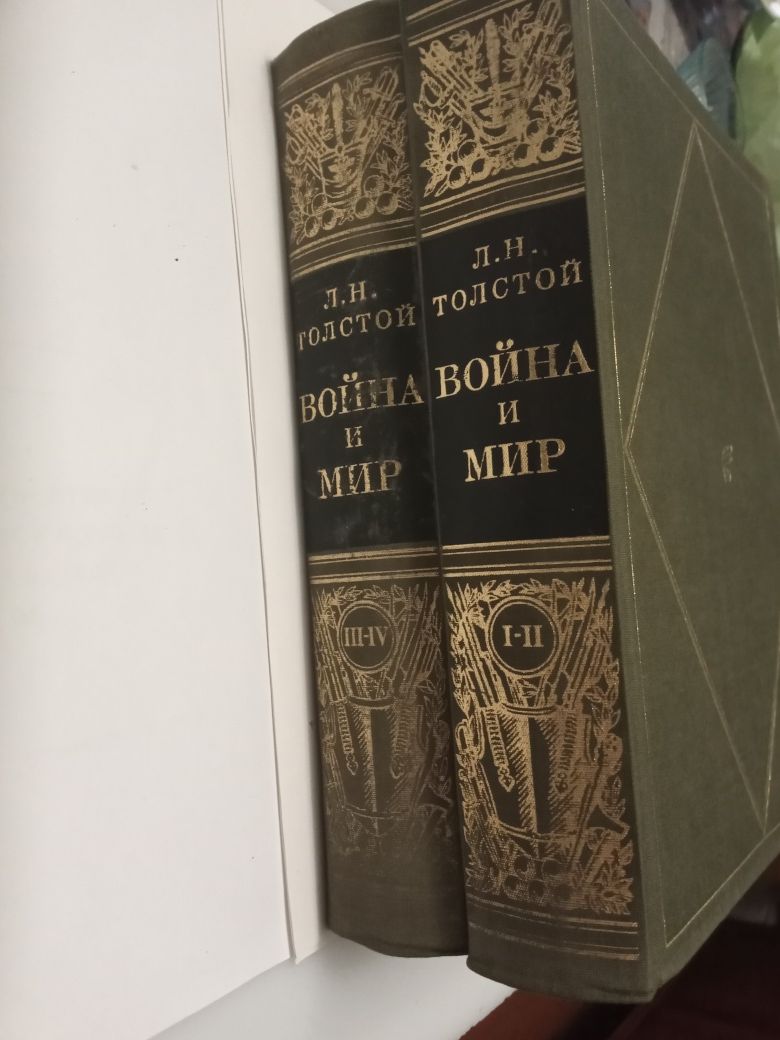 Л. Н.
ТОЛСТОЙ
ВОЙНА
И
МИР
III-IV
Л. Н.
ТОЛСТОЙ
ВОЙНА
И
МИР
I-II